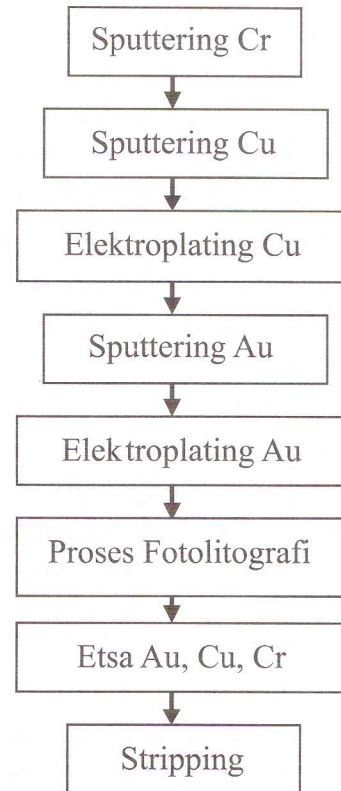 Sputtering Cr
Sputtering Cu
Elektroplating Cu
Sputtering Au
Elektroplating Au
Proses Fotolitografi
Etsa Au, Cu, Cr
Stripping